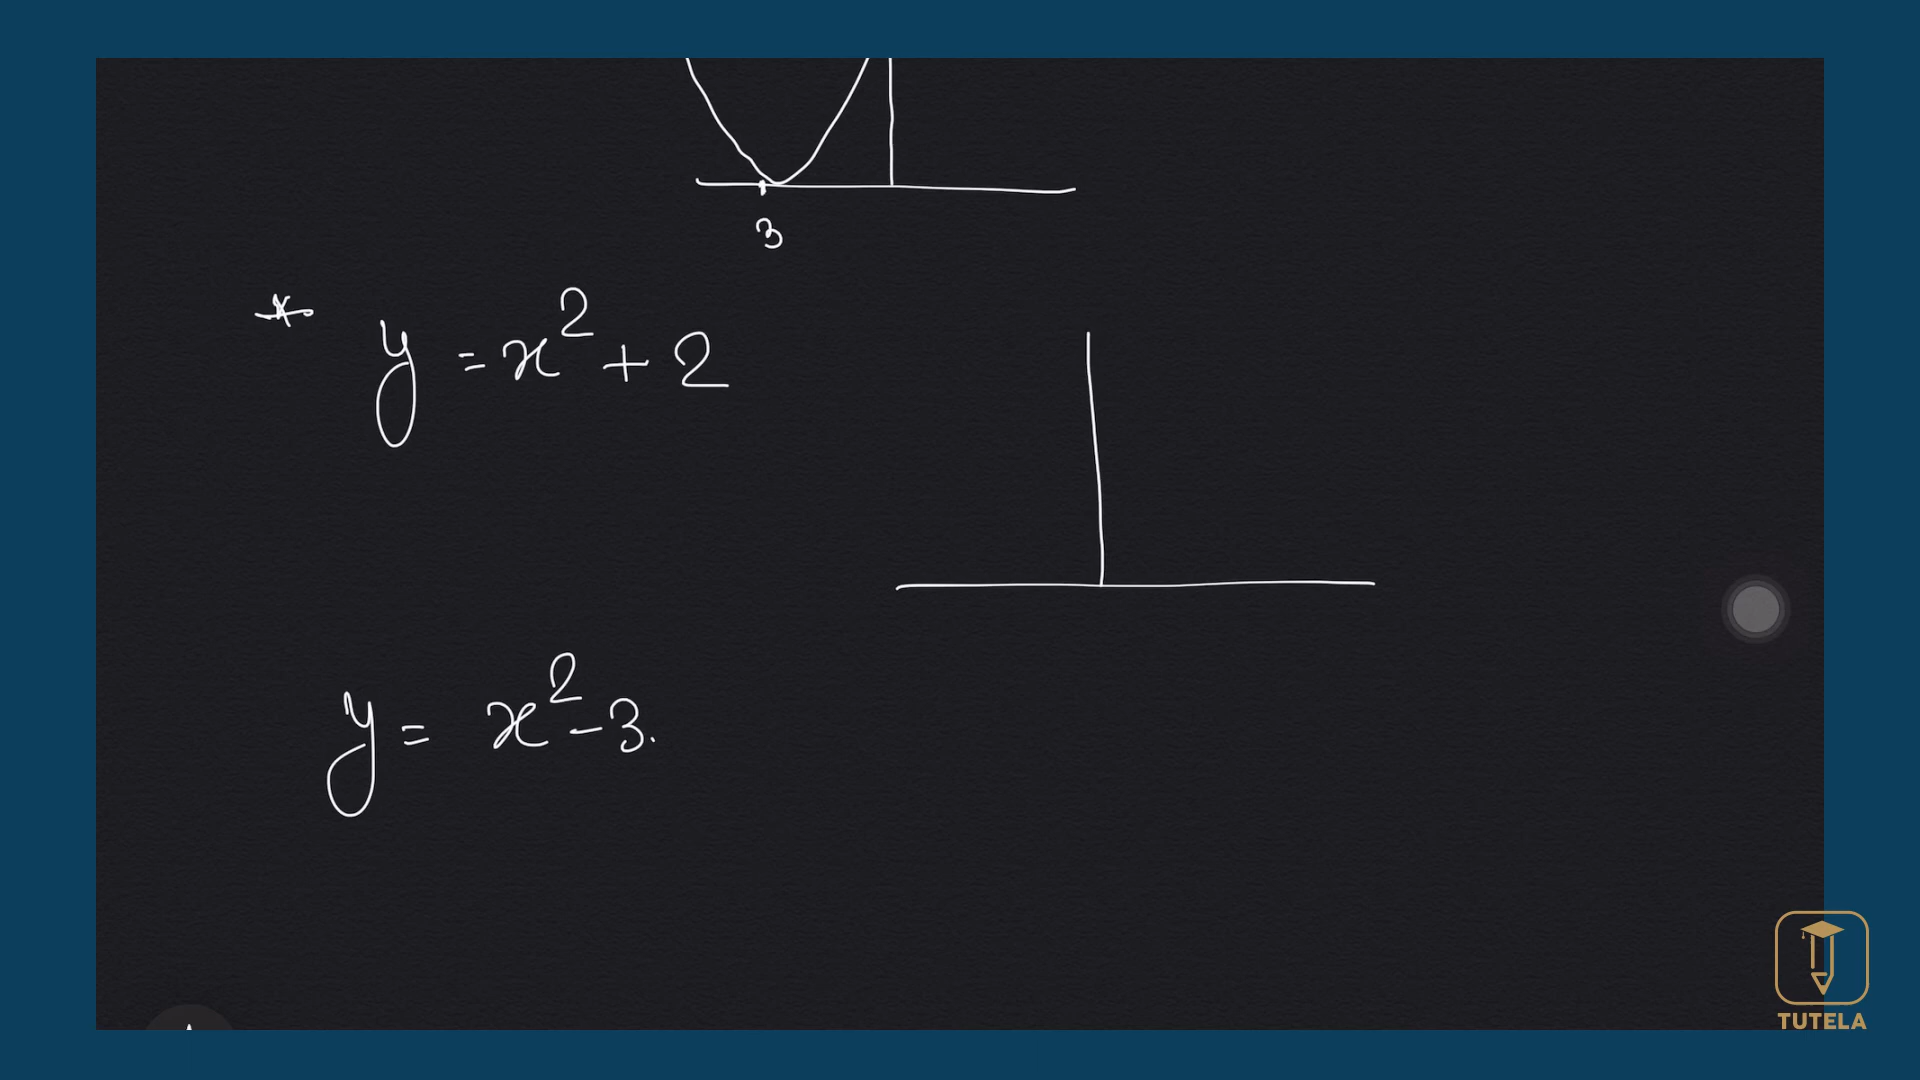 3
* y = x² + 2
y = x² - 3.
TUTELA